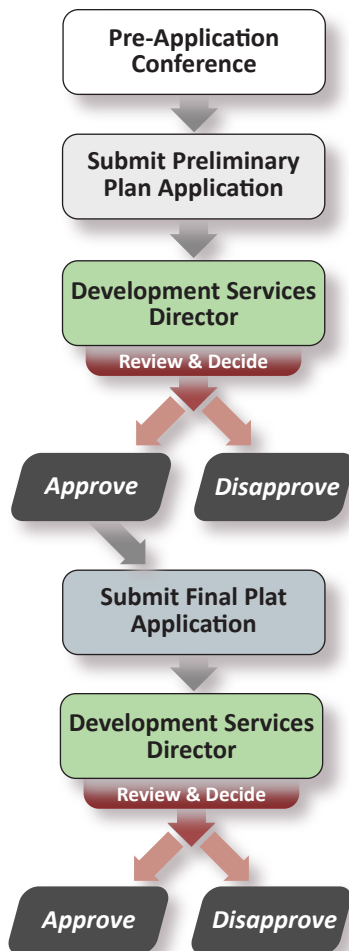 Pre-Application
Conference
Submit Preliminary
Plan Application
Development Services
Director
Review & Decide
Approve
Disapprove
Submit Final Plat
Application
Development Services
Director
Review & Decide
Approve
Disapprove